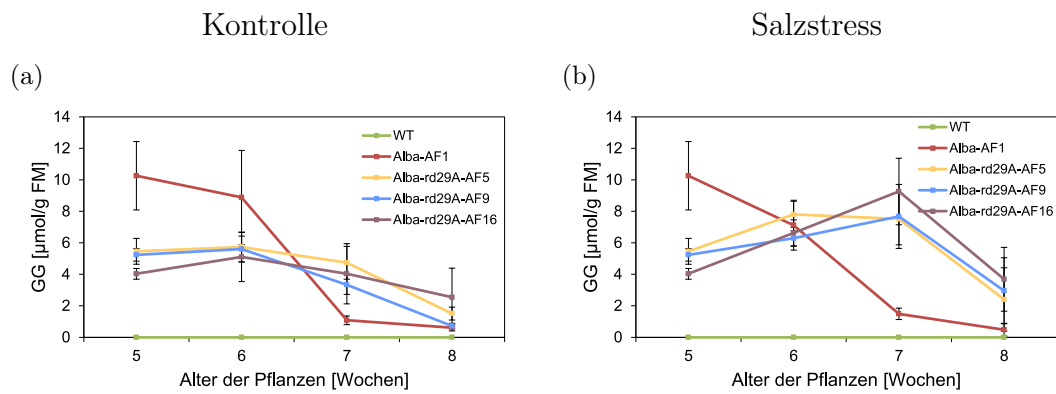 Kontrolle
Salzstress
(a)
(b)
14
12
10
8
6
4
2
0
GG [µmol/g FM]
WT
Alba-AF1
Alba-rd29A-AF5
Alba-rd29A-AF9
Alba-rd29A-AF16
5 6 7 8
Alter der Pflanzen [Wochen]
14
12
10
8
6
4
2
0
GG [µmol/g FM]
WT
Alba-AF1
Alba-rd29A-AF5
Alba-rd29A-AF9
Alba-rd29A-AF16
5 6 7 8
Alter der Pflanzen [Wochen]